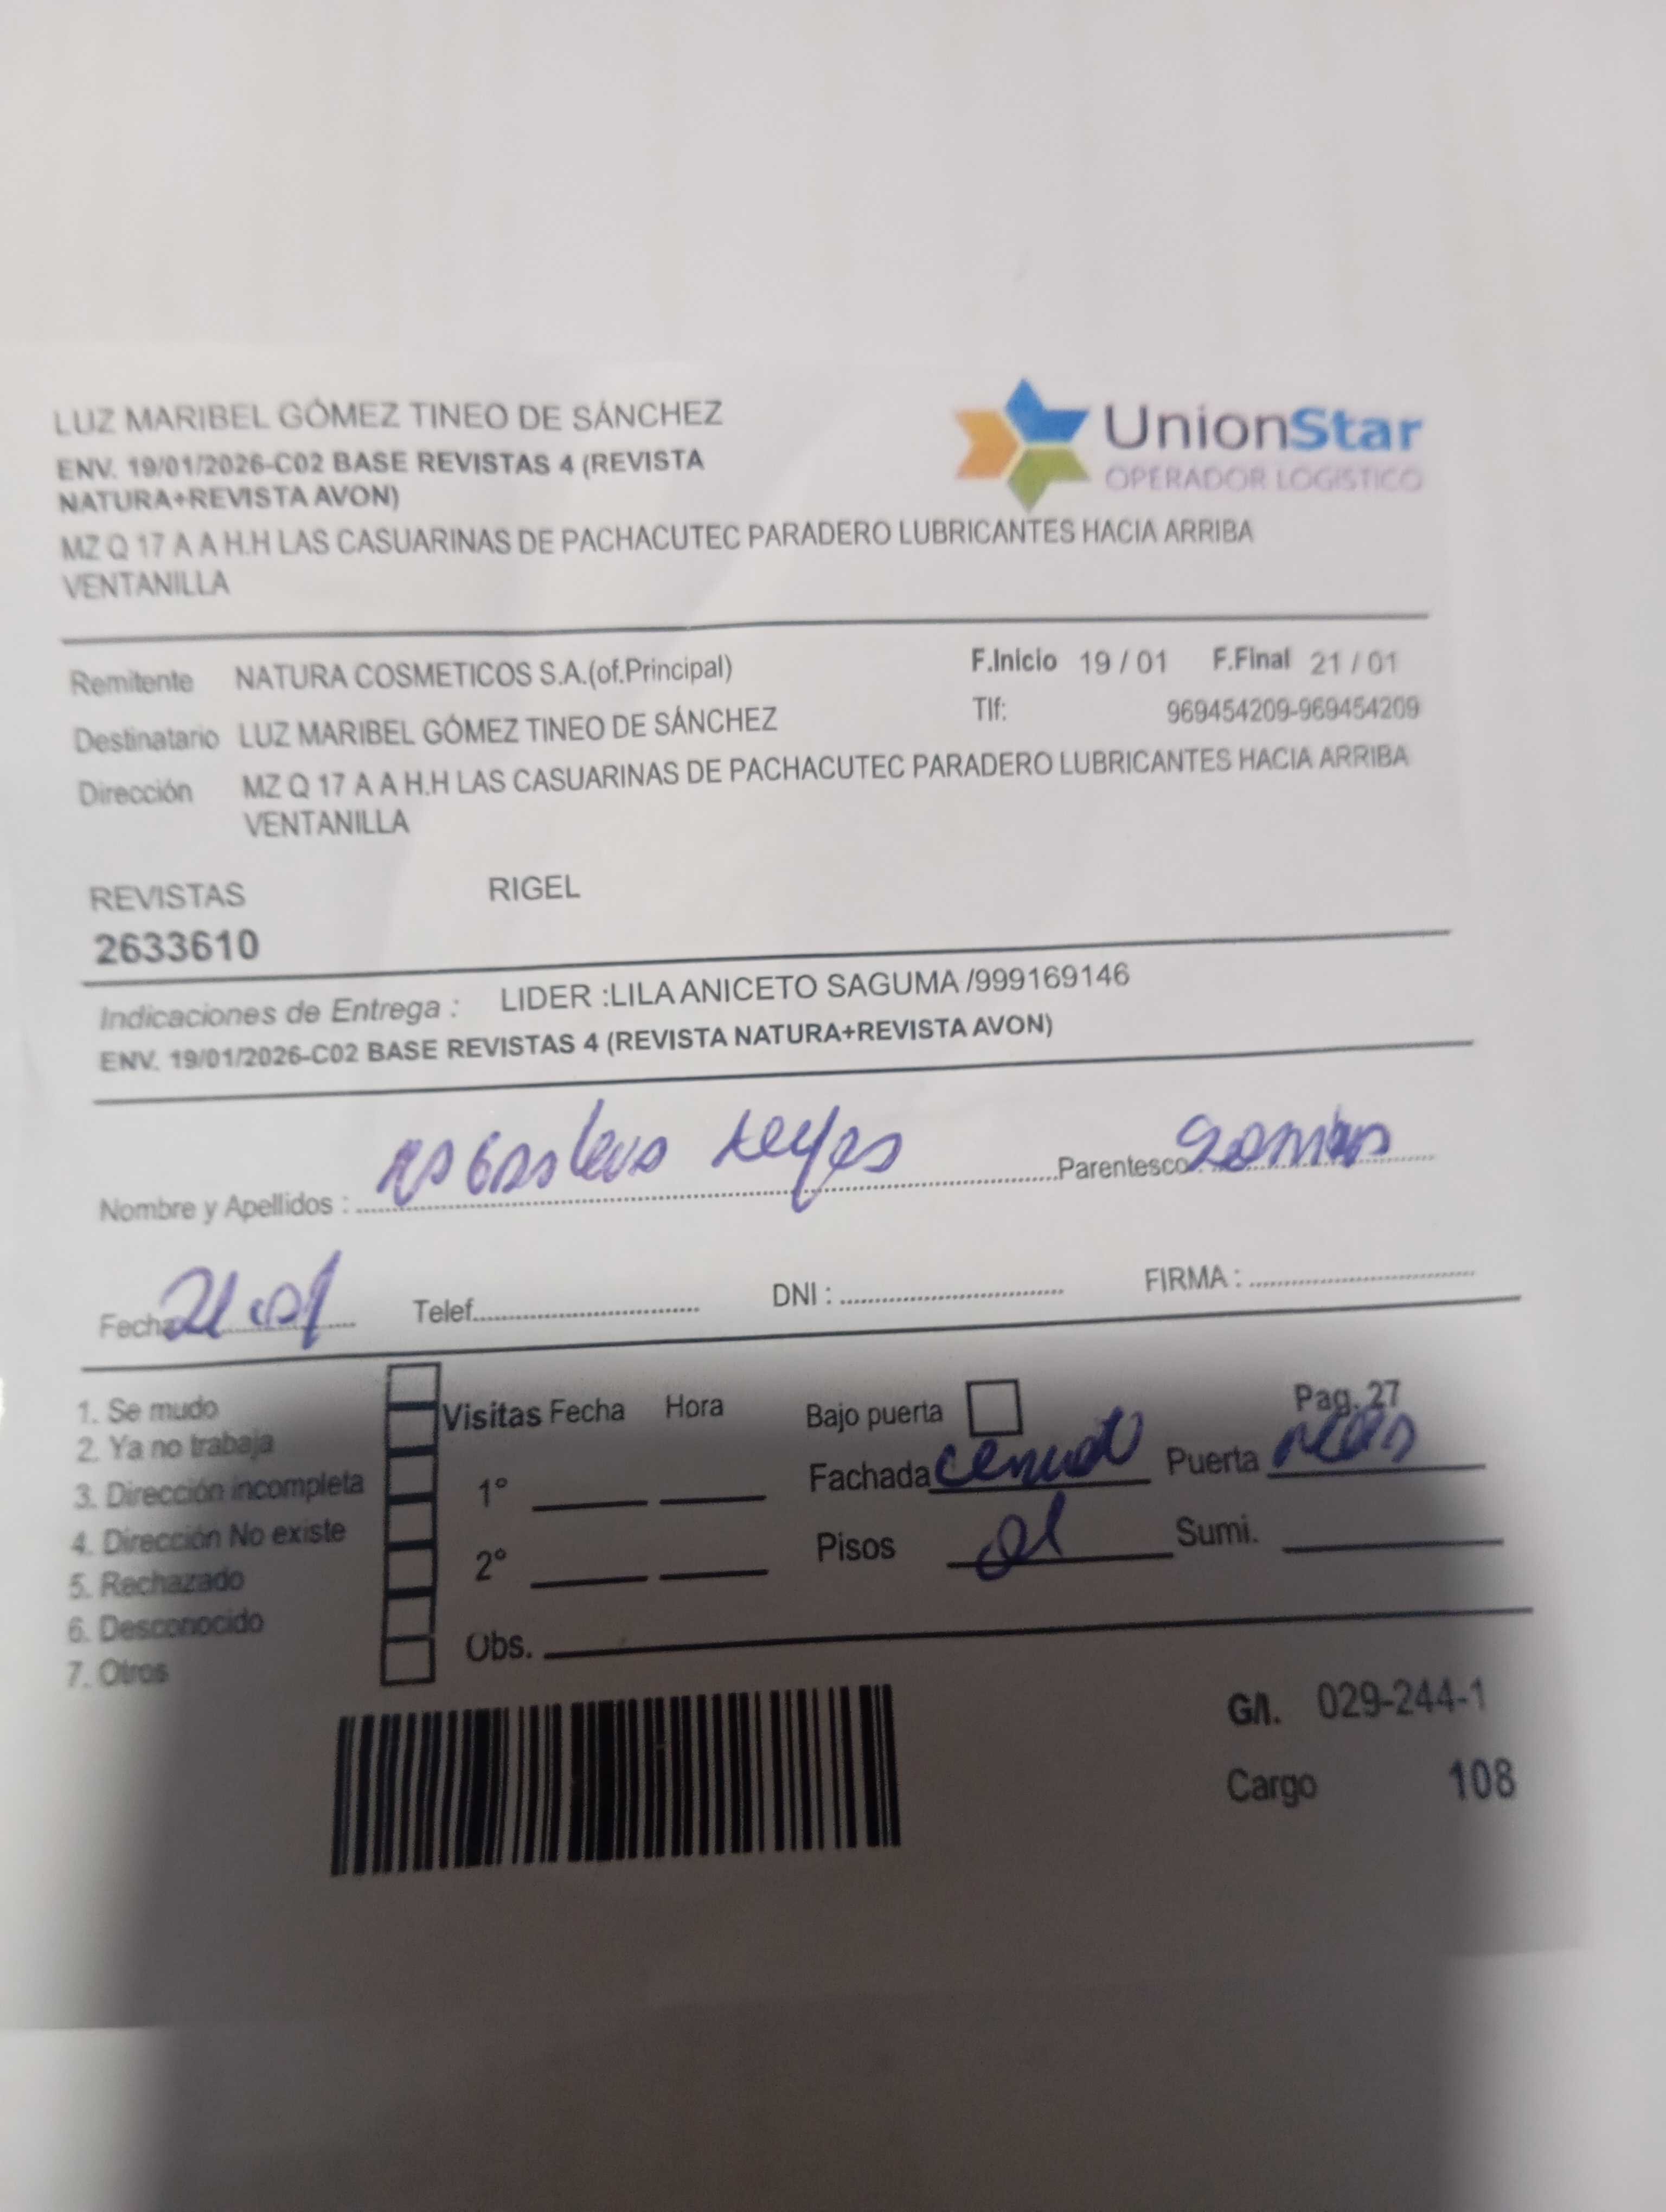 LUZ MARIBEL GÓMEZ TINEO DE SÁNCHEZ
ENV. 19/01/2026-C02 BASE REVISTAS 4 (REVISTA
NATURA+REVISTA AVON)
UnionStar
OPERADOR LOGÍSTICO
MZ Q 17 A A H.H LAS CASUARINAS DE PACHACUTEC PARADERO LUBRICANTES HACIA ARRIBA
VENTANILLA
Remitente NATURA COSMETICOS S.A.(of.Principal) F.Inicio 19 / 01 F.Final 21 / 01
Destinatario LUZ MARIBEL GÓMEZ TINEO DE SÁNCHEZ Tlf: 969454209-969454209
Dirección MZ Q 17 A A H.H LAS CASUARINAS DE PACHACUTEC PARADERO LUBRICANTES HACIA ARRIBA
VENTANILLA
REVISTAS RIGEL
2633610
Indicaciones de Entrega : LIDER :LILA ANICETO SAGUMA /999169146
ENV. 19/01/2026-C02 BASE REVISTAS 4 (REVISTA NATURA+REVISTA AVON)
Nombre y Apellidos : Reyes Parentesco
Fecha 21 01 Telef. DNI : FIRMA :
1. Se mudo
2. Ya no trabaja
3. Dirección incompleta
4. Dirección No existe
5. Rechazado
6. Desconocido
7. Otros
Visitas Fecha Hora
1°
2°
Obs.
Bajo puerta Pag. 27
Fachada Puerta
Pisos 01 Sumi.
G/I. 029-244-1
Cargo 108